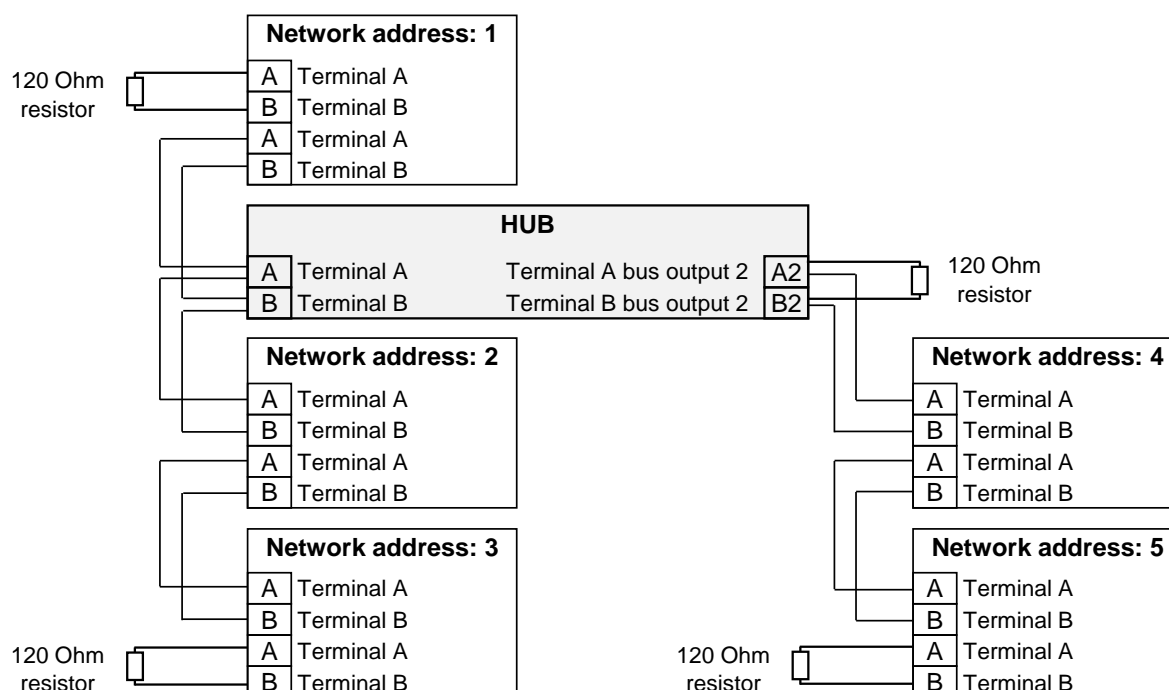 Network address: 1
120 Ohm
resistor
A Terminal A
B Terminal B
A Terminal A
B Terminal B
HUB
A Terminal A Terminal A bus output 2 A2
B Terminal B Terminal B bus output 2 B2
120 Ohm
resistor
Network address: 2
A Terminal A
B Terminal B
A Terminal A
B Terminal B
Network address: 4
A Terminal A
B Terminal B
A Terminal A
B Terminal B
Network address: 3
A Terminal A
B Terminal B
A Terminal A
B Terminal B
120 Ohm
resistor
Network address: 5
A Terminal A
B Terminal B
A Terminal A
B Terminal B
120 Ohm
resistor